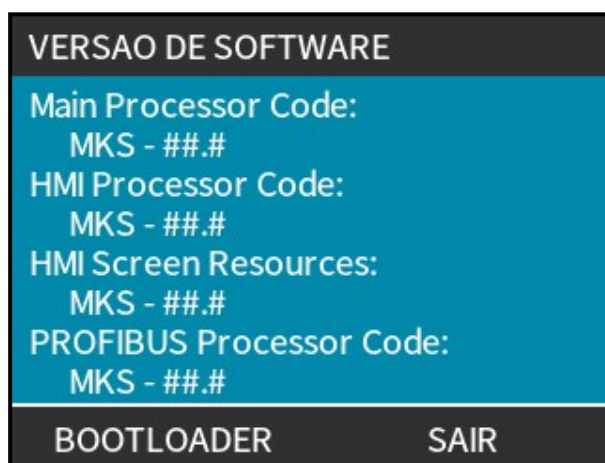 VERSAO DE SOFTWARE
Main Processor Code:
MKS - ##.#
HMI Processor Code:
MKS - ##.#
HMI Screen Resources:
MKS - ##.#
PROFIBUS Processor Code:
MKS - ##.#
BOOTLOADER SAIR